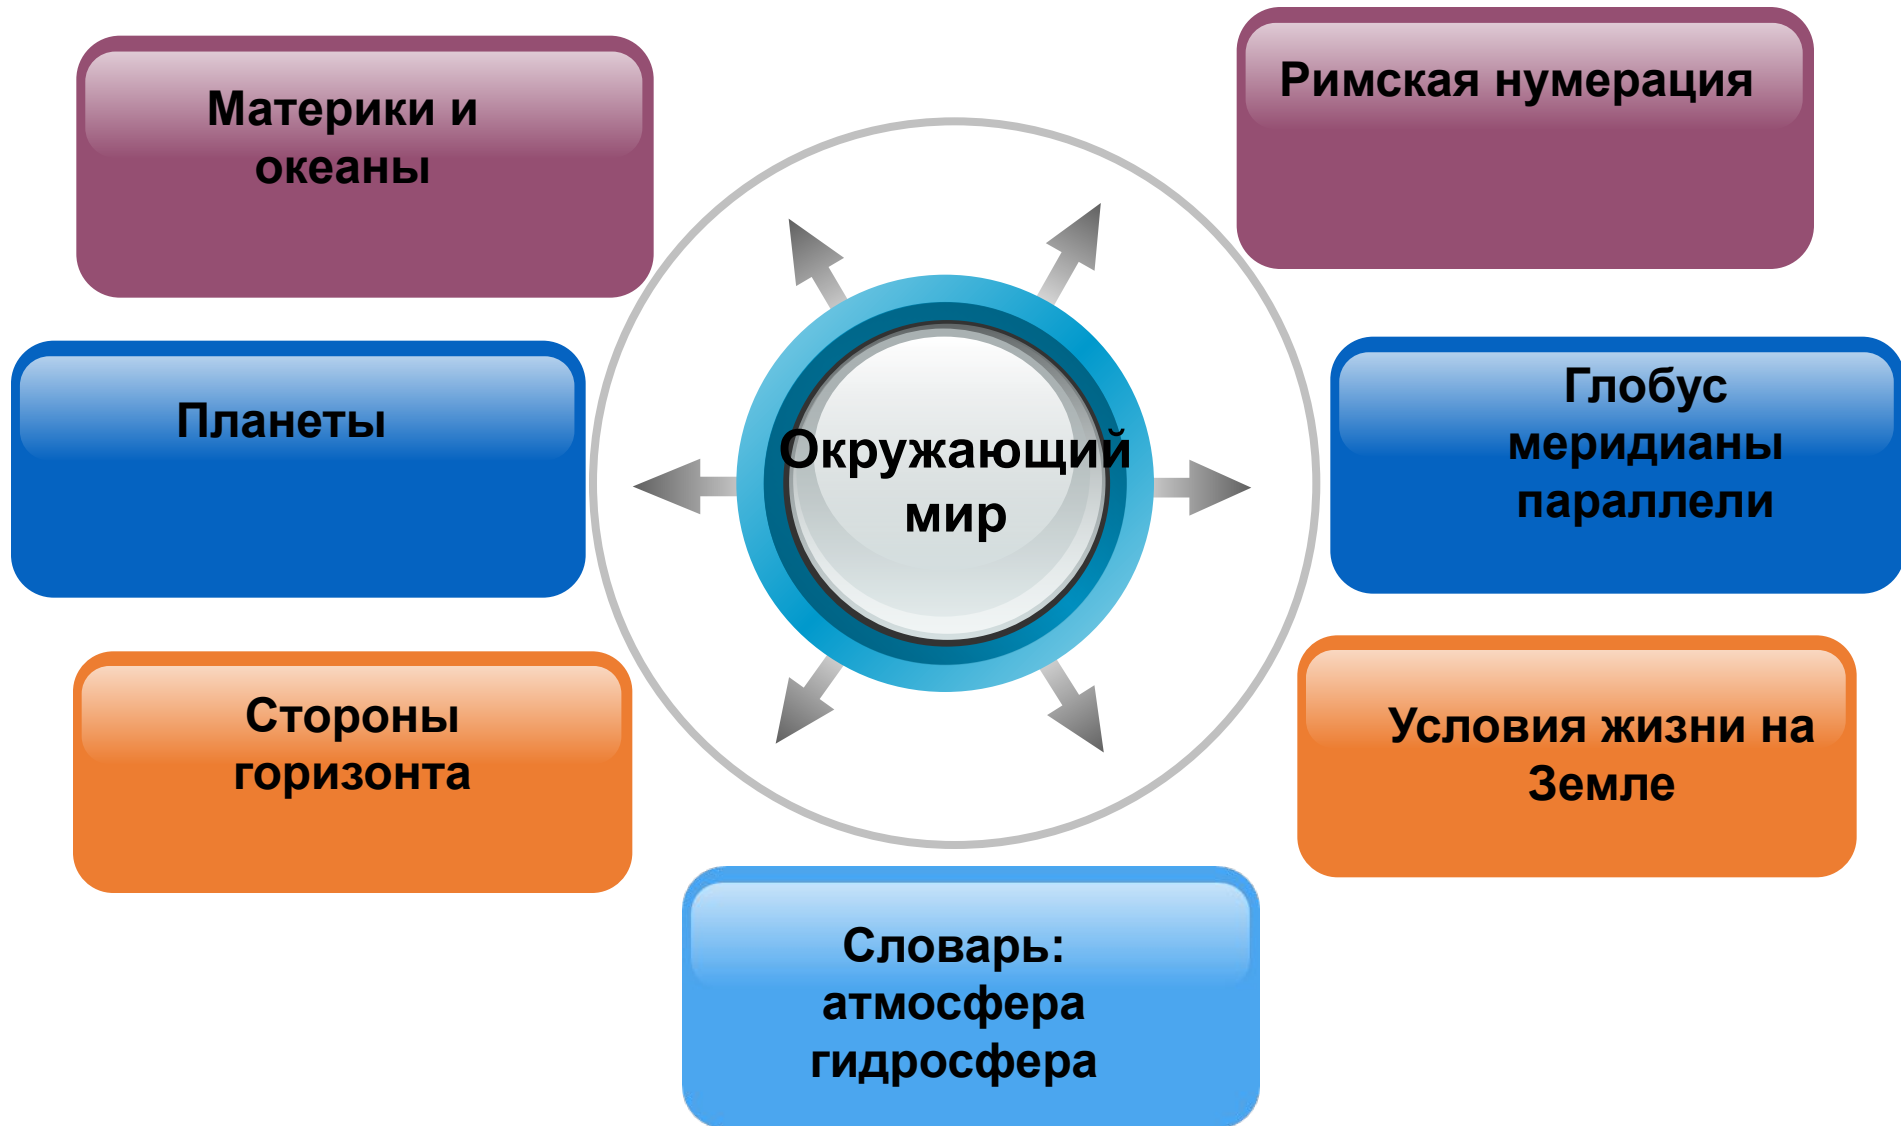 Материки и
океаны
Римская нумерация
Планеты
Окружающий
мир
Глобус
меридианы
параллели
Стороны
горизонта
Условия жизни на
Земле
Словарь:
атмосфера
гидросфера